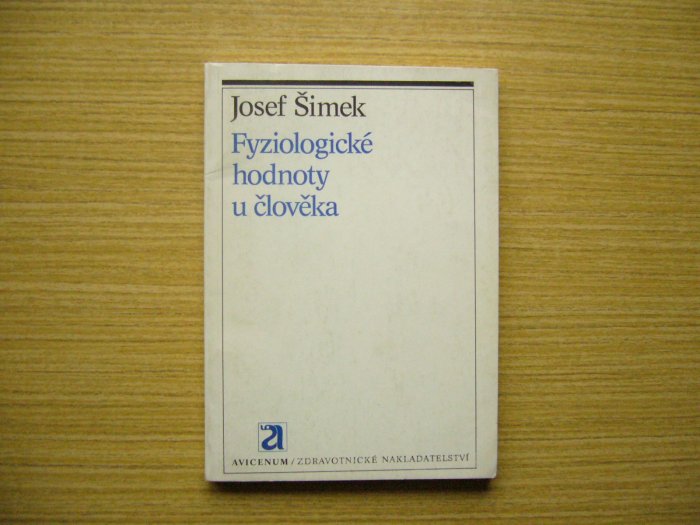 Josef Šimek
Fyziologické
hodnoty
u člověka
AVICENUM / ZDRAVOTNICKÉ NAKLADATELSTVÍ